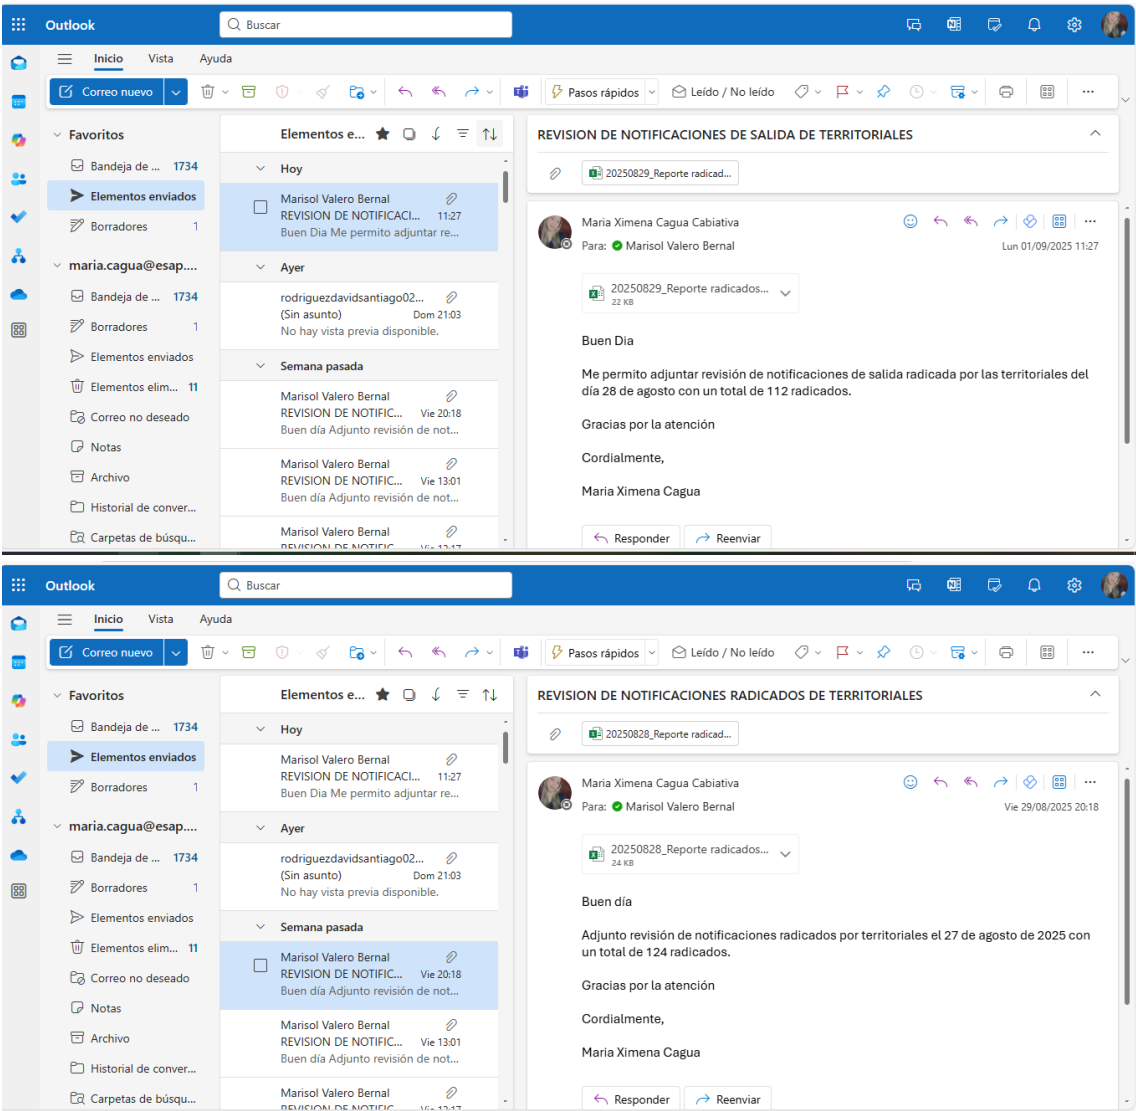 Outlook
Buscar
Inicio Vista Ayuda
Correo nuevo
Pasos rápidos
Leído / No leído
Favoritos
Bandeja de ... 1734
Elementos enviados
Borradores 1
maria.cagua@esap....
Bandeja de ... 1734
Borradores 1
Elementos enviados
Elementos elim... 11
Correo no deseado
Notas
Archivo
Historial de conver...
Carpetas de búsqu...
Elementos e...
Hoy
Marisol Valero Bernal
REVISION DE NOTIFICACI... 11:27
Buen Dia Me permito adjuntar re...
Ayer
rodriguezdavidsantiago02...
(Sin asunto) Dom 21:03
No hay vista previa disponible.
Semana pasada
Marisol Valero Bernal
REVISION DE NOTIFIC... Vie 20:18
Buen día Adjunto revisión de not...
Marisol Valero Bernal
REVISION DE NOTIFIC... Vie 13:01
Buen día Adjunto revisión de not...
Marisol Valero Bernal
REVISION DE NOTIFIC... Vie 12:17
REVISION DE NOTIFICACIONES DE SALIDA DE TERRITORIALES
20250829_Reporte radicad...
Maria Ximena Cagua Cabiativa
Para: Marisol Valero Bernal
Lun 01/09/2025 11:27
20250829_Reporte radicados...
22 KB
Buen Dia
Me permito adjuntar revisión de notificaciones de salida radicada por las territoriales del
día 28 de agosto con un total de 112 radicados.
Gracias por la atención
Cordialmente,
Maria Ximena Cagua
Responder
Reenviar
Outlook
Buscar
Inicio Vista Ayuda
Correo nuevo
Pasos rápidos
Leído / No leído
Favoritos
Bandeja de ... 1734
Elementos enviados
Borradores 1
maria.cagua@esap....
Bandeja de ... 1734
Borradores 1
Elementos enviados
Elementos elim... 11
Correo no deseado
Notas
Archivo
Historial de conver...
Carpetas de búsqu...
Elementos e...
Hoy
Marisol Valero Bernal
REVISION DE NOTIFICACI... 11:27
Buen Dia Me permito adjuntar re...
Ayer
rodriguezdavidsantiago02...
(Sin asunto) Dom 21:03
No hay vista previa disponible.
Semana pasada
Marisol Valero Bernal
REVISION DE NOTIFIC... Vie 20:18
Buen día Adjunto revisión de not...
Marisol Valero Bernal
REVISION DE NOTIFIC... Vie 13:01
Buen día Adjunto revisión de not...
Marisol Valero Bernal
REVISION DE NOTIFIC... Vie 12:17
REVISION DE NOTIFICACIONES RADICADOS DE TERRITORIALES
20250828_Reporte radicad...
Maria Ximena Cagua Cabiativa
Para: Marisol Valero Bernal
Vie 29/08/2025 20:18
20250828_Reporte radicados...
24 KB
Buen día
Adjunto revisión de notificaciones radicados por territoriales el 27 de agosto de 2025 con
un total de 124 radicados.
Gracias por la atención
Cordialmente,
Maria Ximena Cagua
Responder
Reenviar